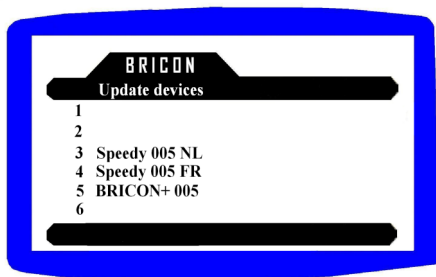 BRICON
Update devices
1
2
3 Speedy 005 NL
4 Speedy 005 FR
5 BRICON+ 005
6